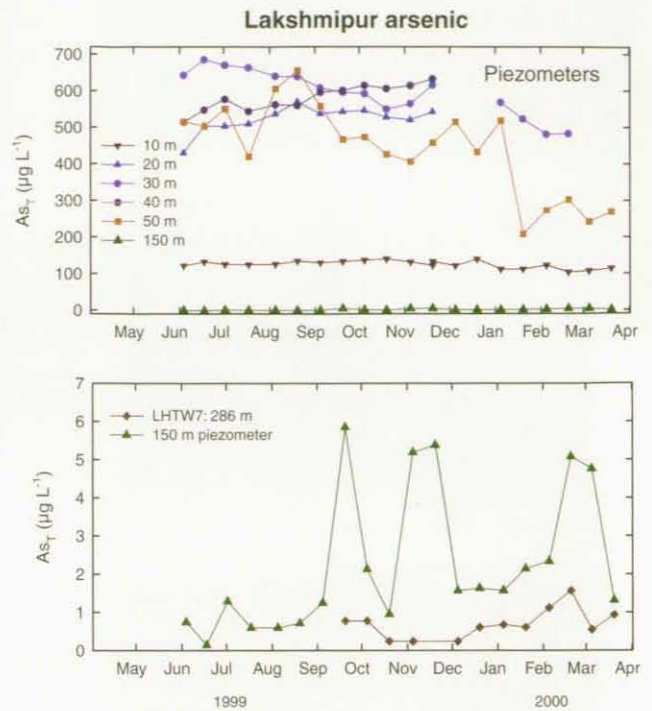 Lakshmipur arsenic
Piezometers
700
600
500
400
300
200
100
0
As_T (µg L⁻¹)
10 m
20 m
30 m
40 m
50 m
150 m
May Jun Jul Aug Sep Oct Nov Dec Jan Feb Mar Apr
7
6
5
4
3
2
1
0
As_T (µg L⁻¹)
LHTW7: 286 m
150 m piezometer
May Jun Jul Aug Sep Oct Nov Dec Jan Feb Mar Apr
1999 2000